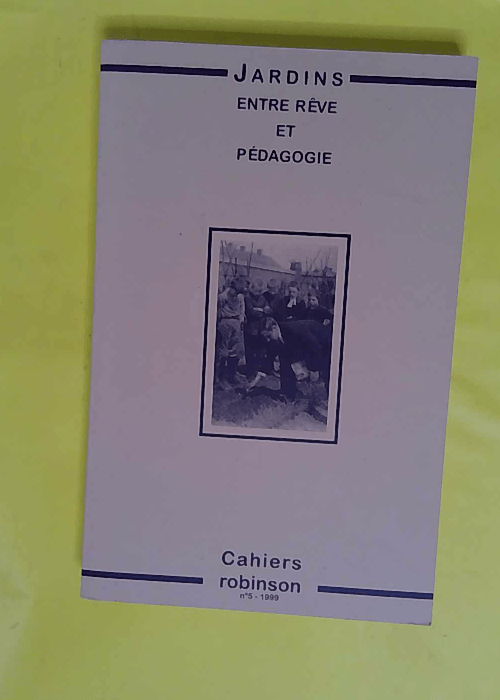 JARDINS
ENTRE RÊVE
ET
PÉDAGOGIE
Cahiers
robinson
n°5 - 1999